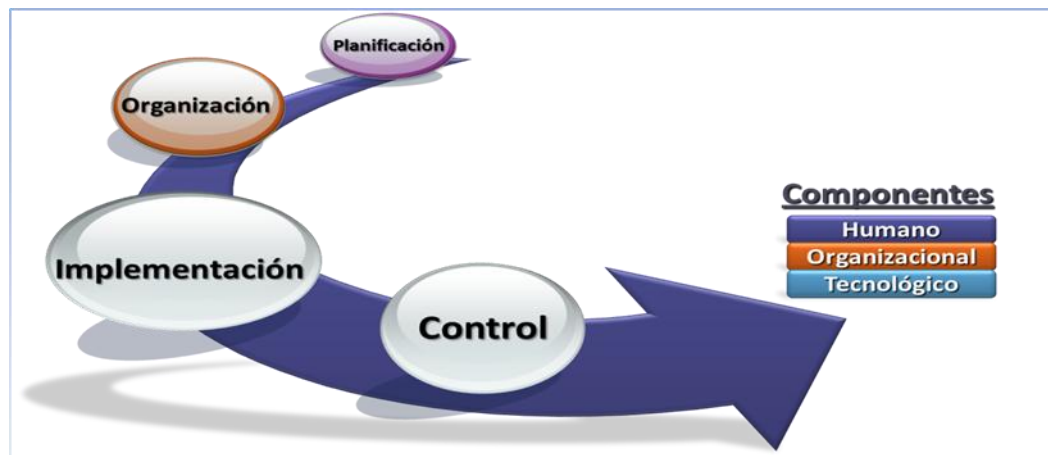 Planificación
Organización
Implementación
Control
Componentes
Humano
Organizacional
Tecnológico